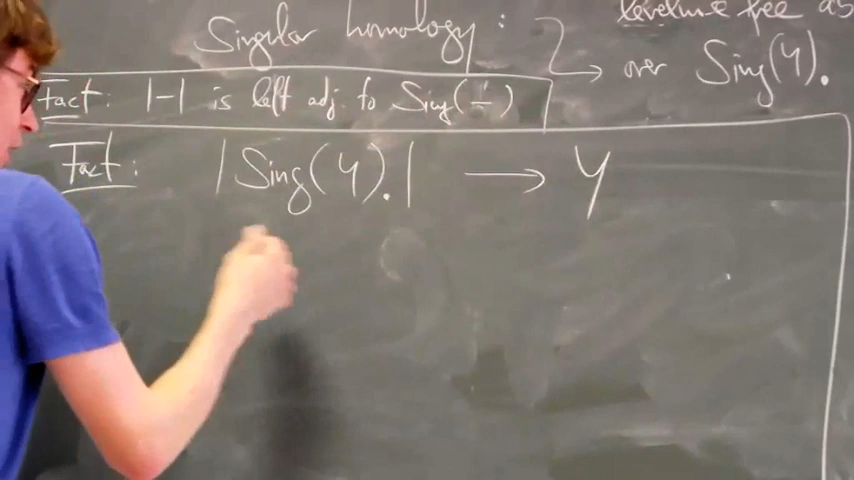 Singular homology:
levelwise free as
over Sing(Y).
Fact: |-| is left adj. to Sing(-)
Fact: |Sing(Y).| → Y